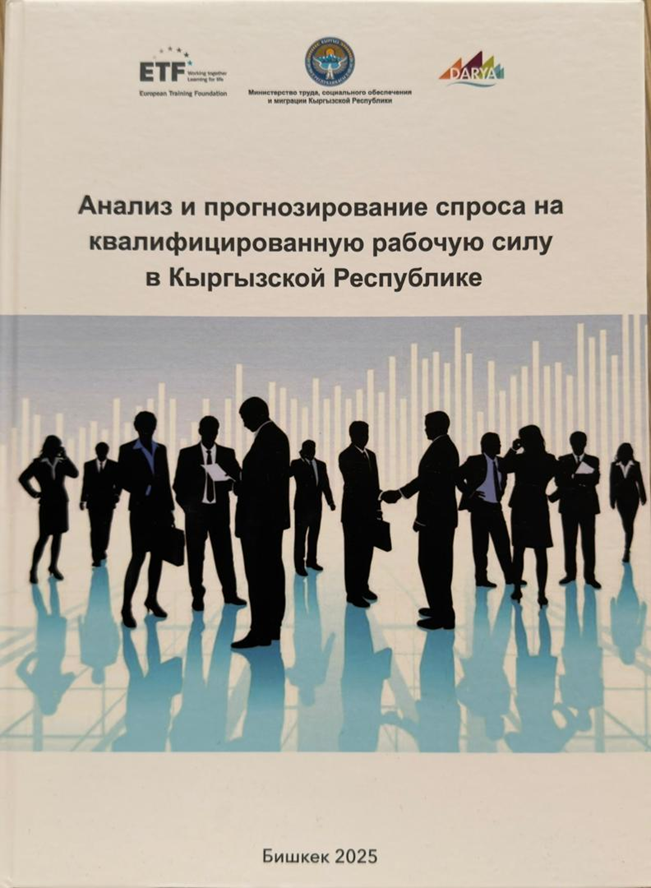 ETF
Working together
Learning for life
European Training Foundation
Министерство труда, социального обеспечения
и миграции Кыргызской Республики
DARYA
Анализ и прогнозирование спроса на
квалифицированную рабочую силу
в Кыргызской Республике
Бишкек 2025